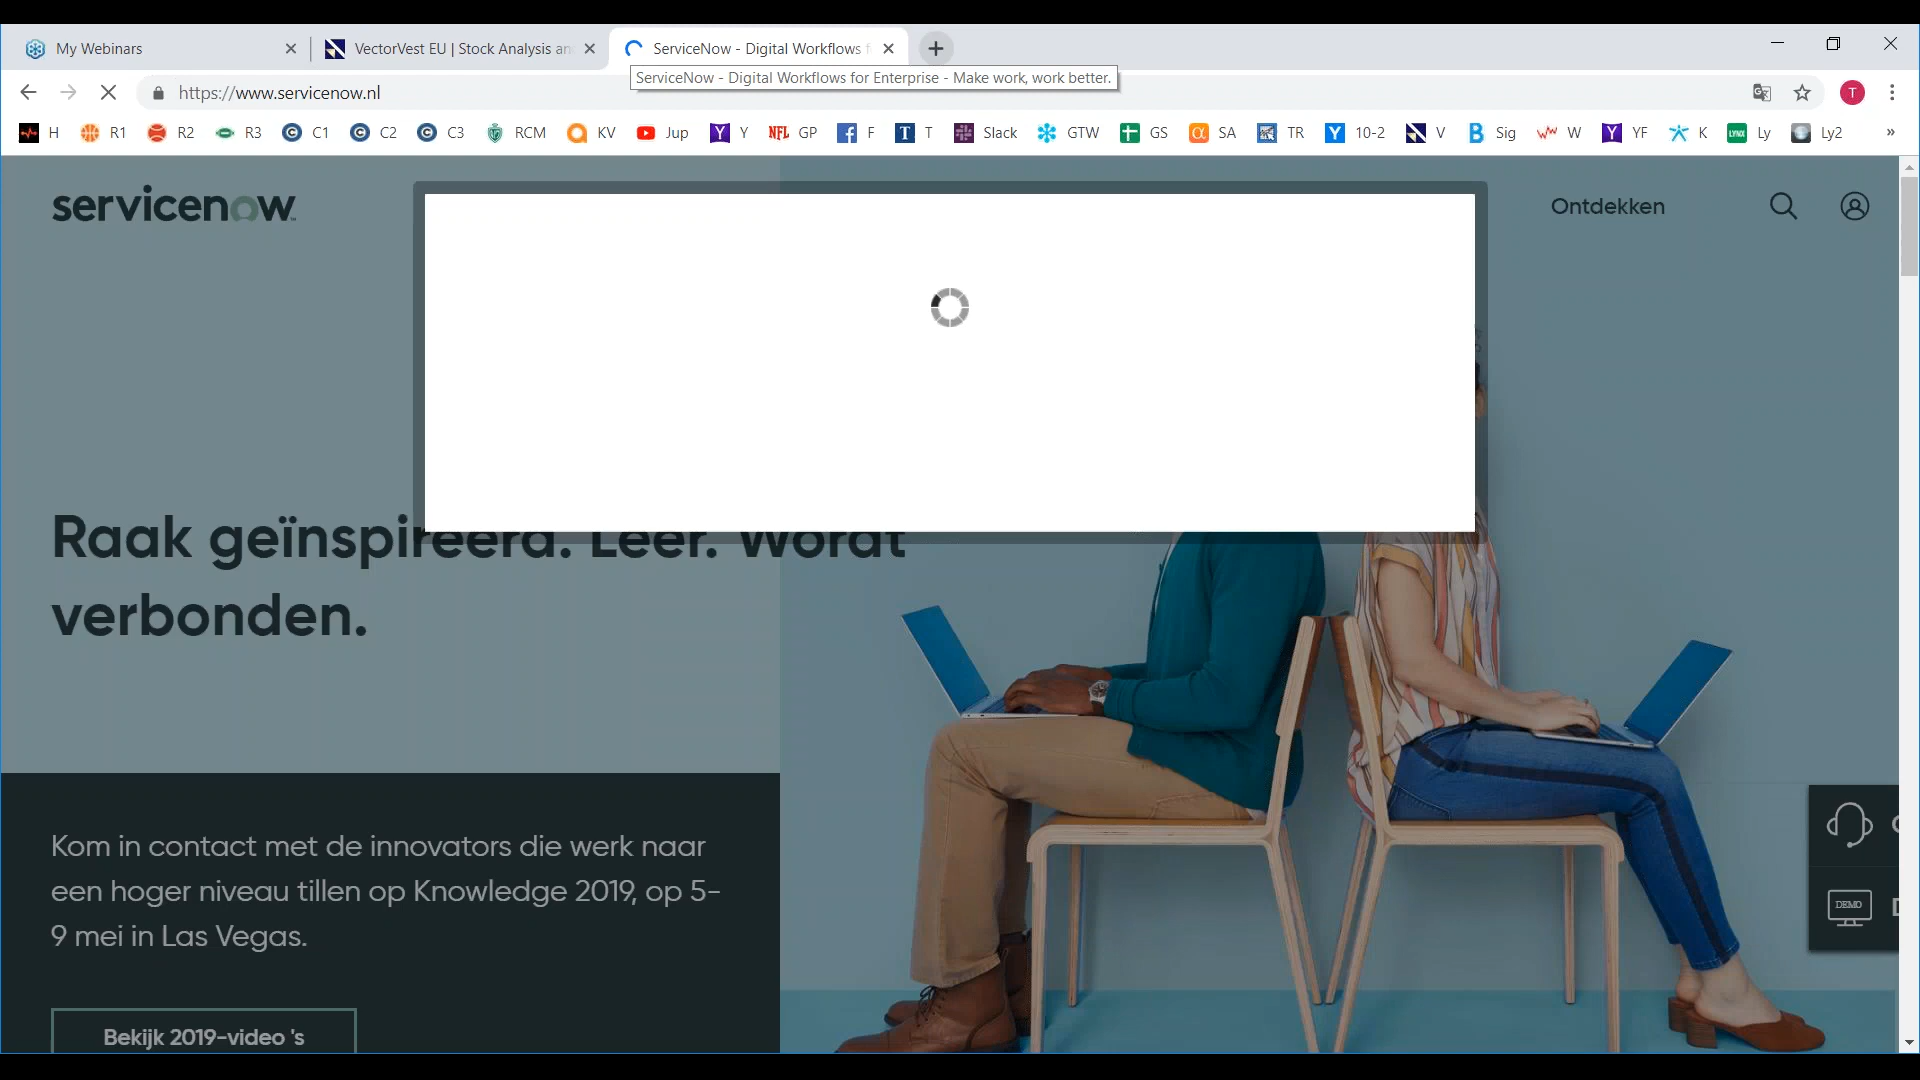 My Webinars
VectorVest EU | Stock Analysis an
ServiceNow - Digital Workflows f
ServiceNow - Digital Workflows for Enterprise - Make work, work better.
https://www.servicenow.nl
T
H R1 R2 R3 C1 C2 C3 RCM KV Jup Y NFL GP F T Slack GTW GS SA TR 10-2 V Sig W YF K LYNX Ly Ly2 »
servicenow
Ontdekken
Raak geïnspireerd. Leer. Wordt
verbonden.
Kom in contact met de innovators die werk naar
een hoger niveau tillen op Knowledge 2019, op 5-
9 mei in Las Vegas.
Bekijk 2019-video 's
DEMO